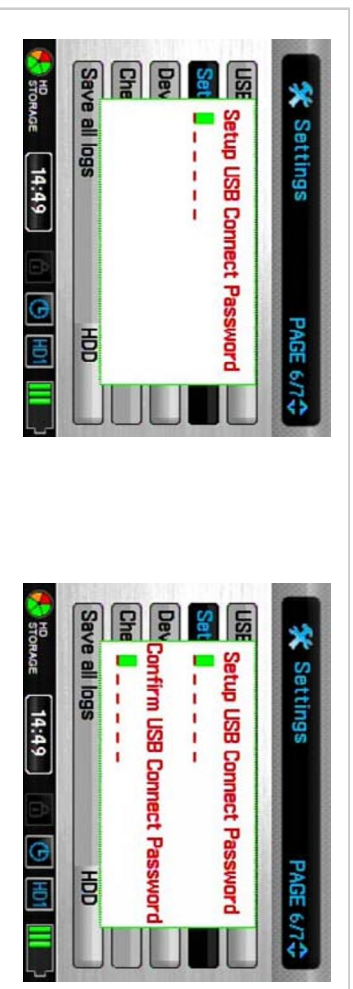 Settings PAGE 6/7
USB
Setup USB Connect Password
Set
Dev
Che
Save all logs HDD
HD STORAGE 14:49 HD1
Settings PAGE 6/7
USB
Setup USB Connect Password
Set
Dev
Confirm USB Connect Password
Che
Save all logs HDD
HD STORAGE 14:49 HD1